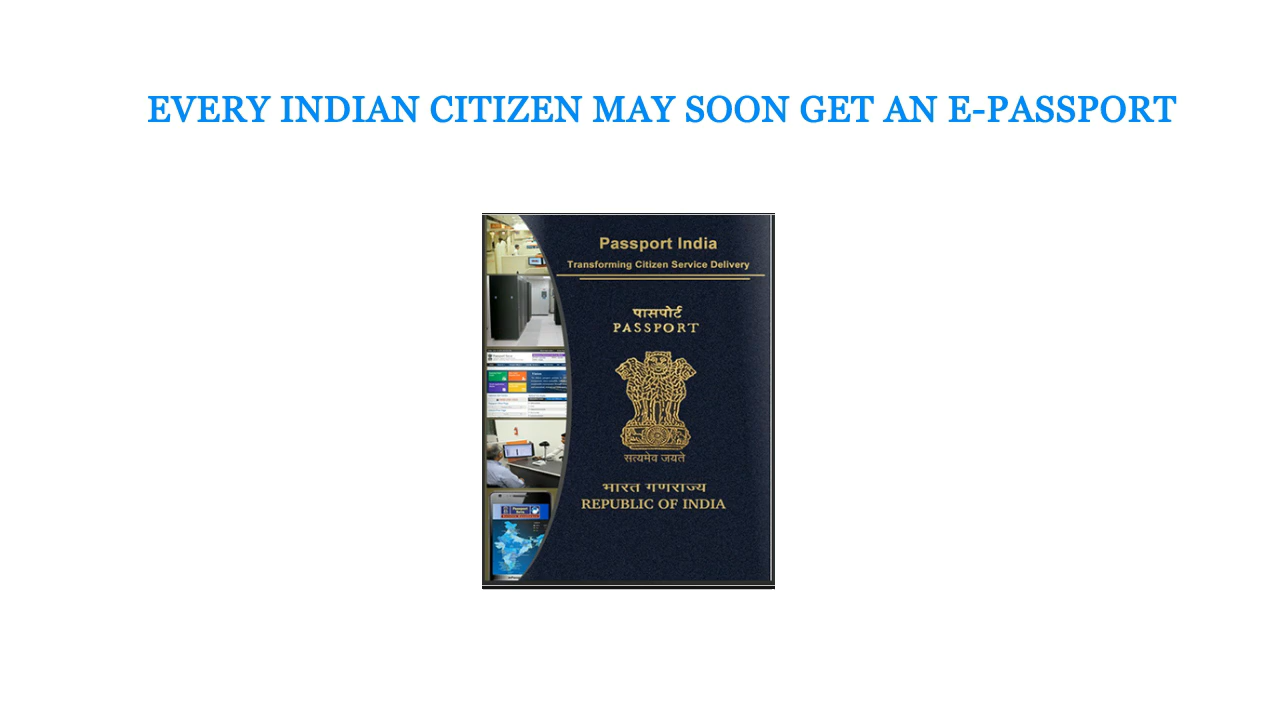 EVERY INDIAN CITIZEN MAY SOON GET AN E-PASSPORT
Passport India
Transforming Citizen Service Delivery
पासपोर्ट
PASSPORT
सत्यमेव जयते
भारत गणराज्य
REPUBLIC OF INDIA